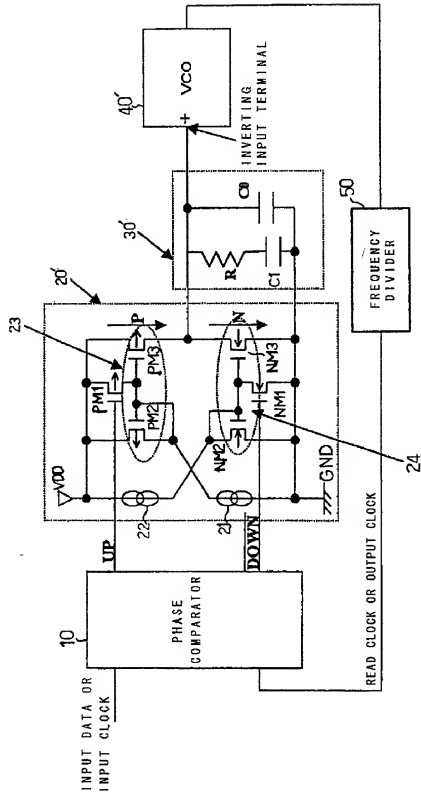 INPUT DATA OR
INPUT CLOCK
10
PHASE
COMPARATOR
UP
DOWN
READ CLOCK OR OUTPUT CLOCK
23
20'
VDD
PM1
P
PM2
PM3
22
21
N
NM2
NM3
NM1
24
GND
30'
R
C1
C0
40'
VCO
+
INVERTING
INPUT TERMINAL
50
FREQUENCY
DIVIDER